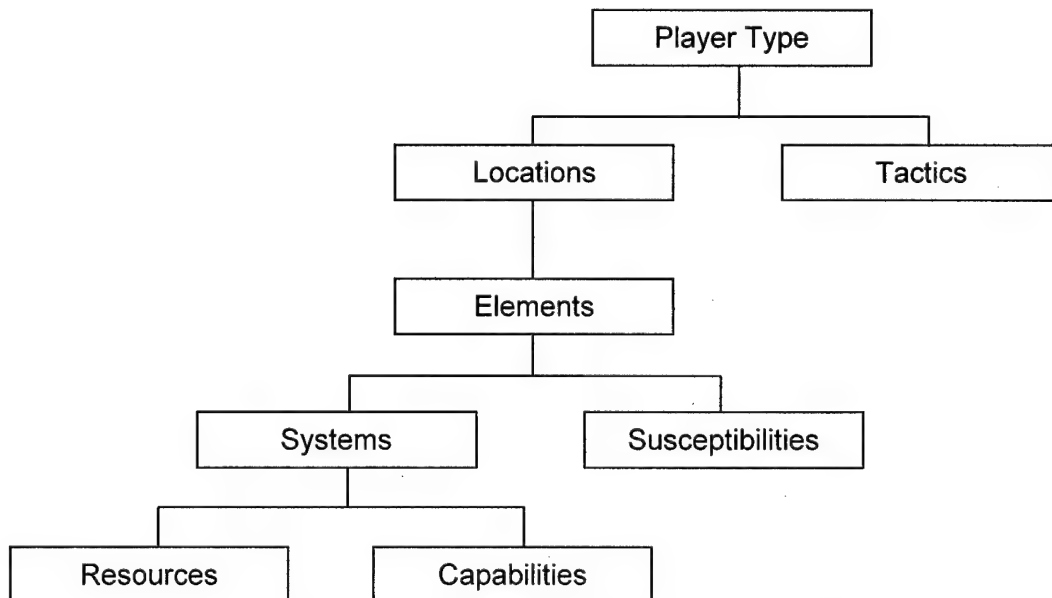 Player Type
Locations
Tactics
Elements
Systems
Susceptibilities
Resources
Capabilities